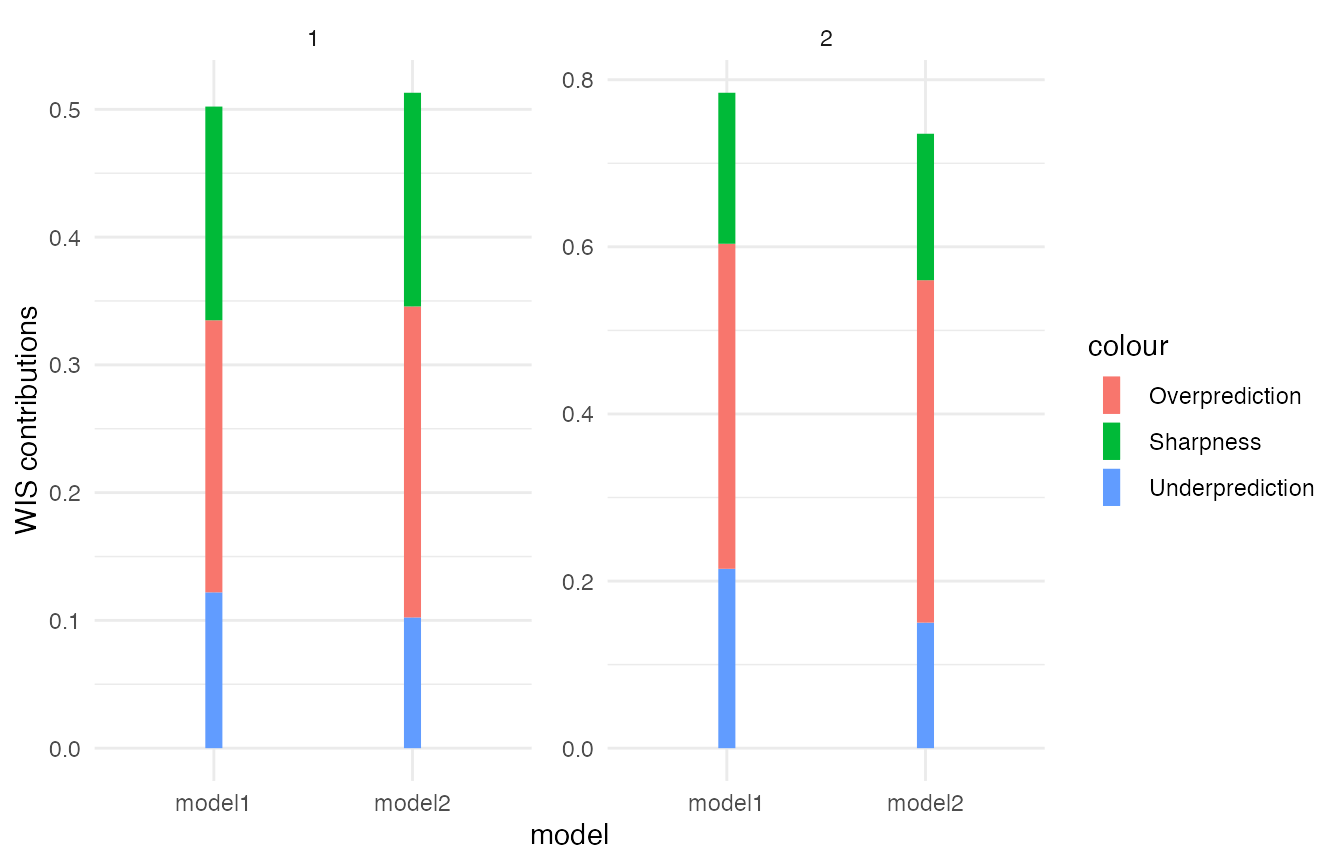 1
2
WIS contributions
0.5
0.4
0.3
0.2
0.1
0.0
0.8
0.6
0.4
0.2
0.0
model1
model2
model1
model2
model
colour
Overprediction
Sharpness
Underprediction